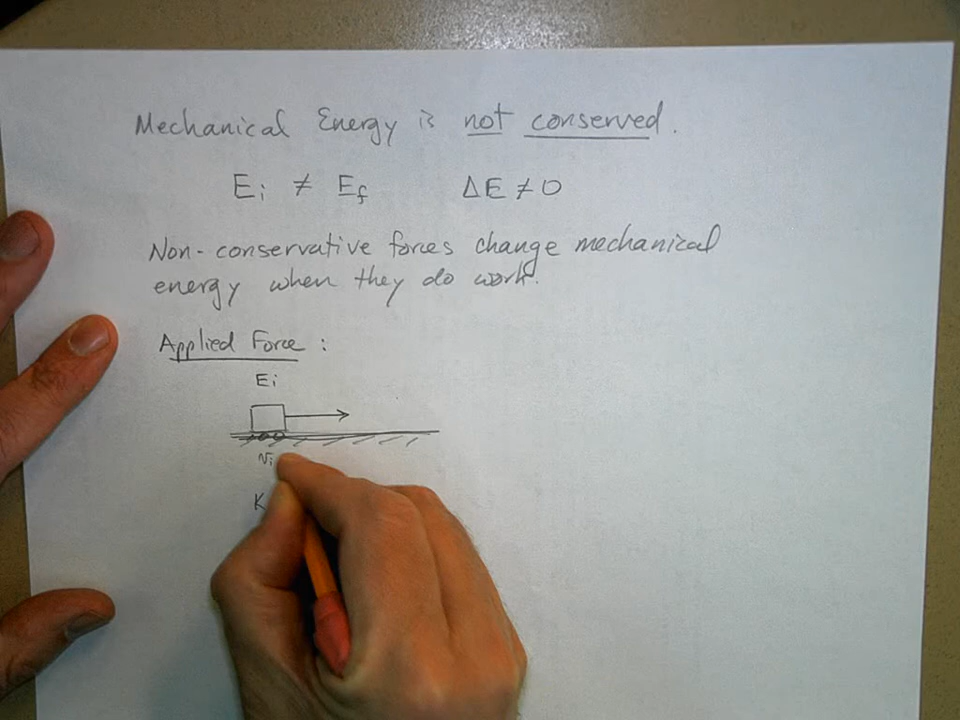 Mechanical Energy is not conserved.
Ei ≠ Ef ΔE ≠ 0
Non-conservative forces change mechanical
energy when they do work.
Applied Force :
Ei
vi
K